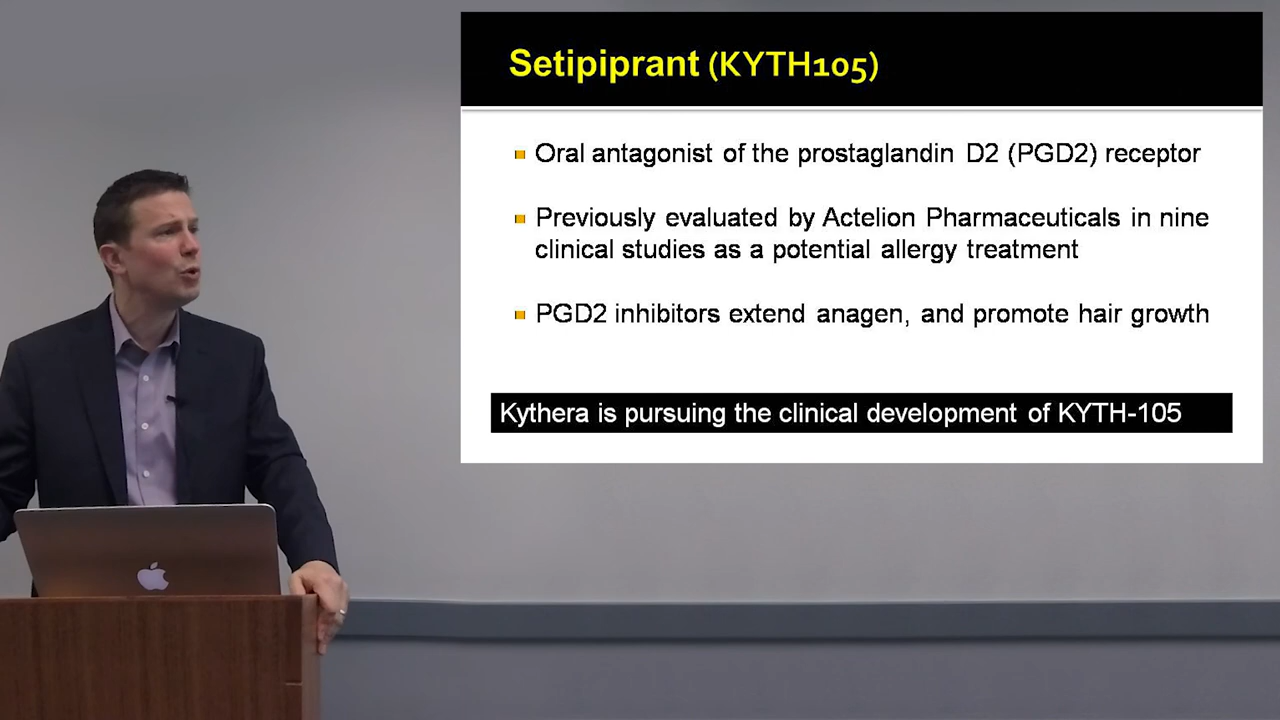 Setipiprant (KYTH105)
Oral antagonist of the prostaglandin D2 (PGD2) receptor
Previously evaluated by Actelion Pharmaceuticals in nine
clinical studies as a potential allergy treatment
PGD2 inhibitors extend anagen, and promote hair growth
Kythera is pursuing the clinical development of KYTH-105